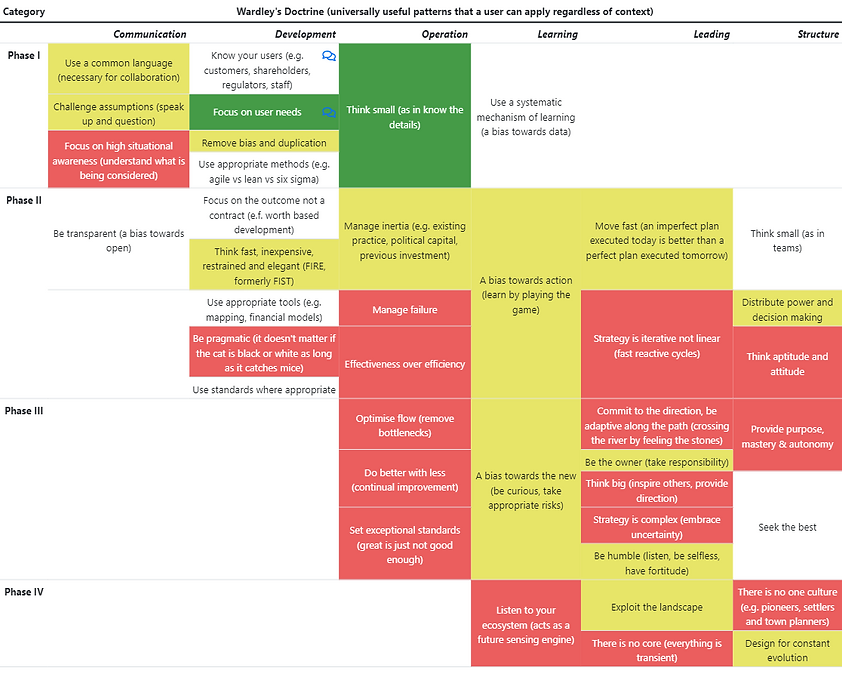 Category
Wardley's Doctrine (universally useful patterns that a user can apply regardless of context)
Communication
Development
Operation
Learning
Leading
Structure
Phase I
Use a common language
(necessary for collaboration)
Challenge assumptions (speak
up and question)
Focus on high situational
awareness (understand what is
being considered)
Know your users (e.g.
customers, shareholders,
regulators, staff)
Focus on user needs
Remove bias and duplication
Use appropriate methods (e.g.
agile vs lean vs six sigma)
Think small (as in know the
details)
Use a systematic
mechanism of learning
(a bias towards data)
Phase II
Be transparent (a bias towards
open)
Focus on the outcome not a
contract (e.f. worth based
development)
Think fast, inexpensive,
restrained and elegant (FIRE,
formerly FIST)
Use appropriate tools (e.g.
mapping, financial models)
Be pragmatic (it doesn't matter if
the cat is black or white as long
as it catches mice)
Use standards where appropriate
Manage inertia (e.g. existing
practice, political capital,
previous investment)
Manage failure
Effectiveness over efficiency
A bias towards action
(learn by playing the
game)
Move fast (an imperfect plan
executed today is better than a
perfect plan executed tomorrow)
Strategy is iterative not linear
(fast reactive cycles)
Think small (as in
teams)
Distribute power and
decision making
Think aptitude and
attitude
Phase III
Optimise flow (remove
bottlenecks)
Do better with less
(continual improvement)
Set exceptional standards
(great is just not good
enough)
A bias towards the new
(be curious, take
appropriate risks)
Commit to the direction, be
adaptive along the path (crossing
the river by feeling the stones)
Be the owner (take responsibility)
Think big (inspire others, provide
direction)
Strategy is complex (embrace
uncertainty)
Be humble (listen, be selfless,
have fortitude)
Provide purpose,
mastery & autonomy
Seek the best
Phase IV
Listen to your
ecosystem (acts as a
future sensing engine)
Exploit the landscape
There is no core (everything is
transient)
There is no one culture
(e.g. pioneers, settlers
and town planners)
Design for constant
evolution